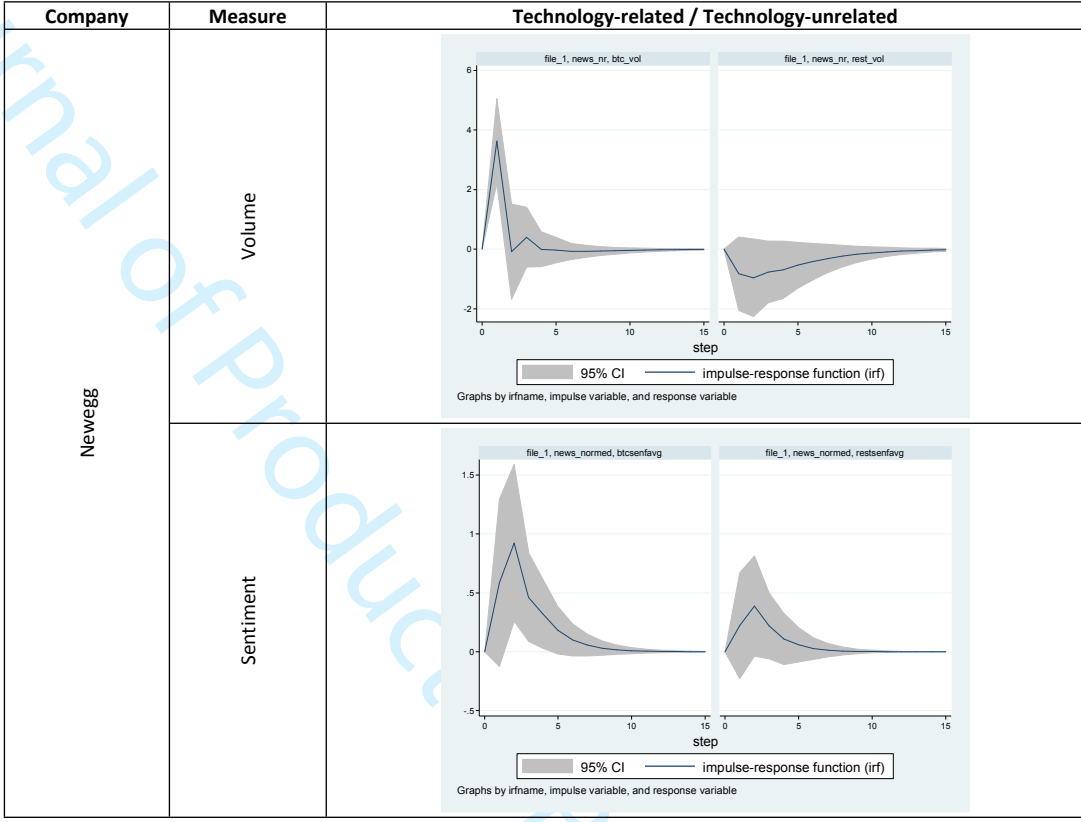 Company Measure Technology-related / Technology-unrelated
Newegg
Volume
file_1, news_nr, btc_vol file_1, news_nr, rest_vol
6
4
2
0
-2
0 5 10 15 0 5 10 15
step
95% CI impulse-response function (irf)
Graphs by irfname, impulse variable, and response variable
Sentiment
file_1, news_normed, btcsenfavg file_1, news_normed, restsenfavg
1.5
1
.5
0
-.5
0 5 10 15 0 5 10 15
step
95% CI impulse-response function (irf)
Graphs by irfname, impulse variable, and response variable
rnal of Produc